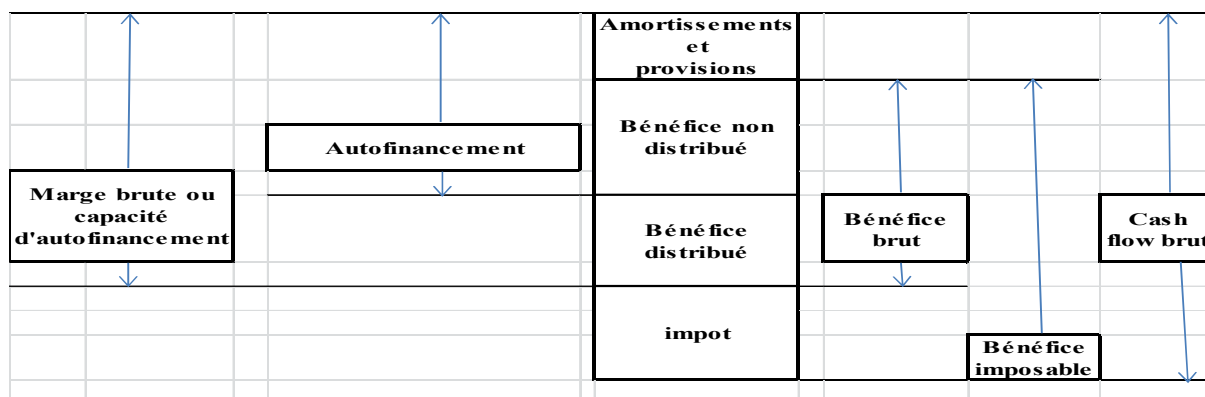 Amortissements
et
provisions
Bénéfice non
distribué
Autofinancement
Marge brute ou
capacité
d'autofinancement
Bénéfice
distribué
Bénéfice
brut
Cash
flow brut
impot
Bénéfice
imposable